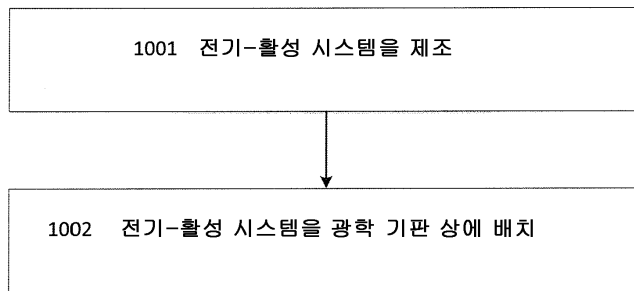 1001 전기-활성 시스템을 제조
1002 전기-활성 시스템을 광학 기판 상에 배치